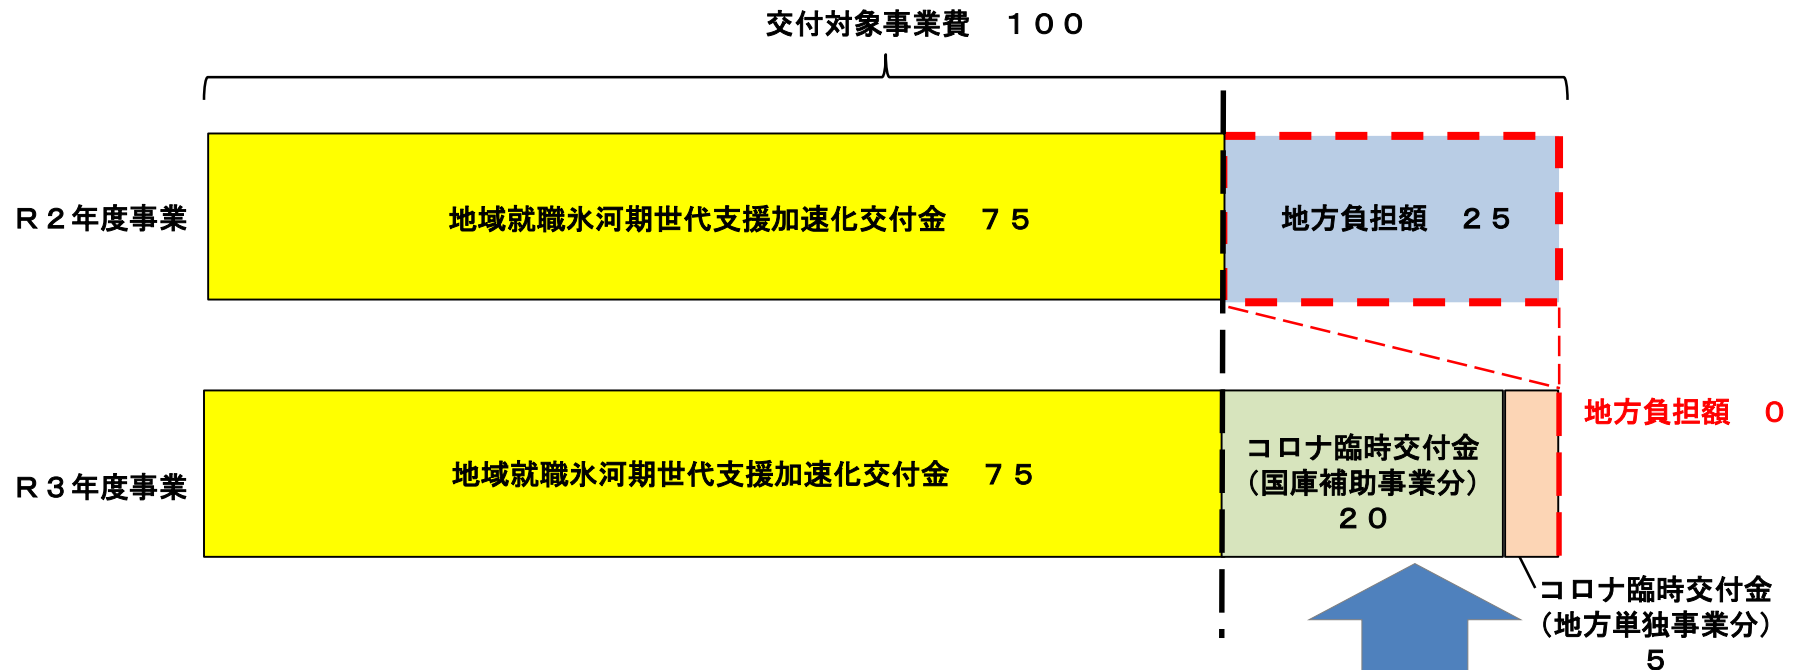 交付対象事業費　１００
Ｒ２年度事業
地域就職氷河期世代支援加速化交付金　７５
地方負担額　２５
Ｒ３年度事業
地域就職氷河期世代支援加速化交付金　７５
コロナ臨時交付金
（国庫補助事業分）
２０
地方負担額　０
コロナ臨時交付金
（地方単独事業分）
５